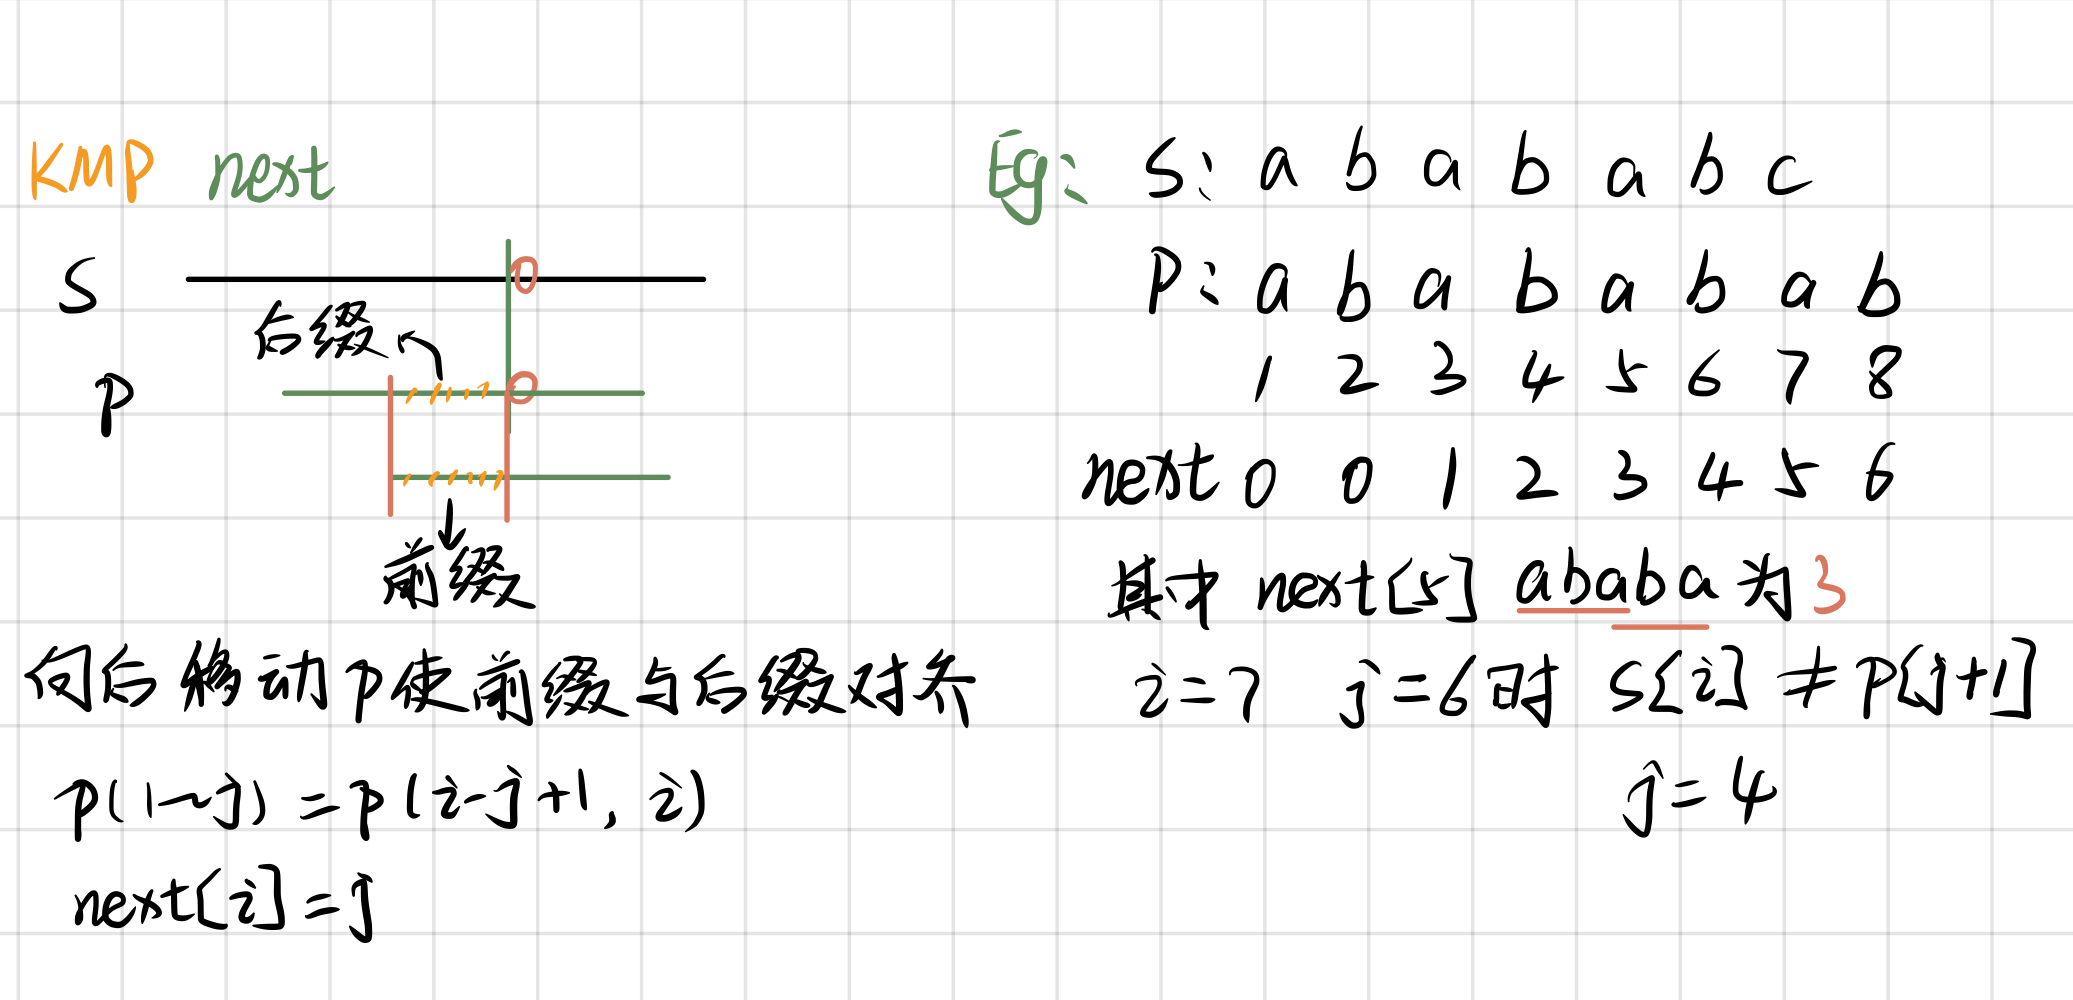 KMP next
S
后缀
P
前缀
向后移动p使前缀与后缀对齐
p(1~j) = p(i-j+1, i)
next[i] = j
Eg: S: a b a b a b c
P: a b a b a b a b
1 2 3 4 5 6 7 8
next 0 0 1 2 3 4 5 6
其中 next[5] ababa 为 3
i=7 j=6时 S[i] ≠ P[j+1]
j=4